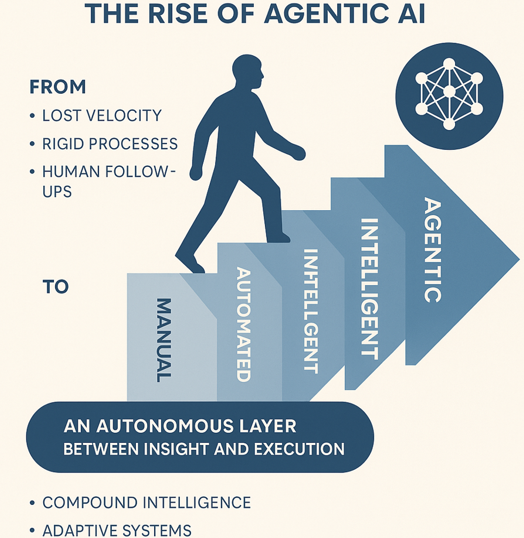 THE RISE OF AGENTIC AI
FROM
• LOST VELOCITY
• RIGID PROCESSES
• HUMAN FOLLOW-
UPS
TO
MANUAL
AUTOMATED
INHTELLGENT
INTELLIGENT
AGENTIC
AN AUTONOMOUS LAYER
BETWEEN INSIGHT AND EXECUTION
• COMPOUND INTELLIGENCE
• ADAPTIVE SYSTEMS